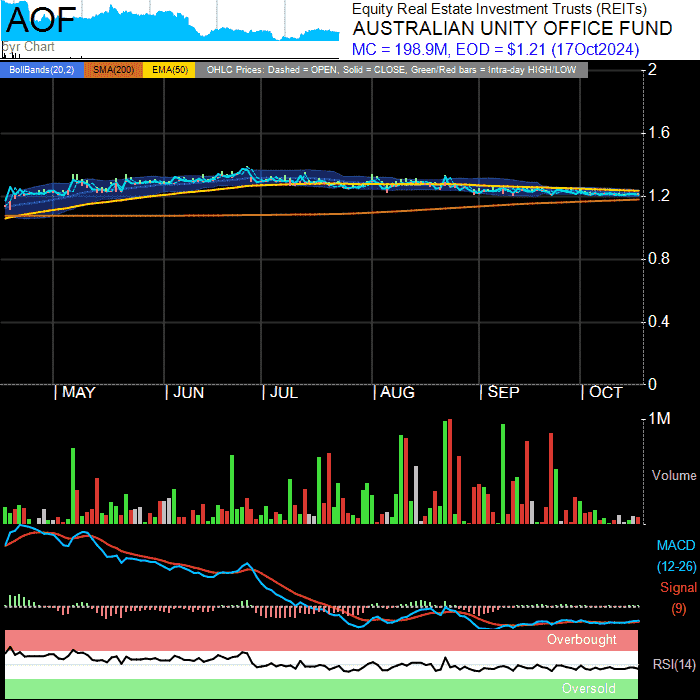 AOF
byr Chart
Equity Real Estate Investment Trusts (REITs)
AUSTRALIAN UNITY OFFICE FUND
MC = 198.9M, EOD = $1.21 (17Oct2024)
BollBands(20,2) SMA(200) EMA(50) OHLC Prices: Dashed = OPEN, Solid = CLOSE, Green/Red bars = Intra-day HIGH/LOW
2
1.6
1.2
0.8
0.4
0
MAY JUN JUL AUG SEP OCT
1M
Volume
MACD
(12-26)
Signal
(9)
Overbought
RSI(14)
Oversold